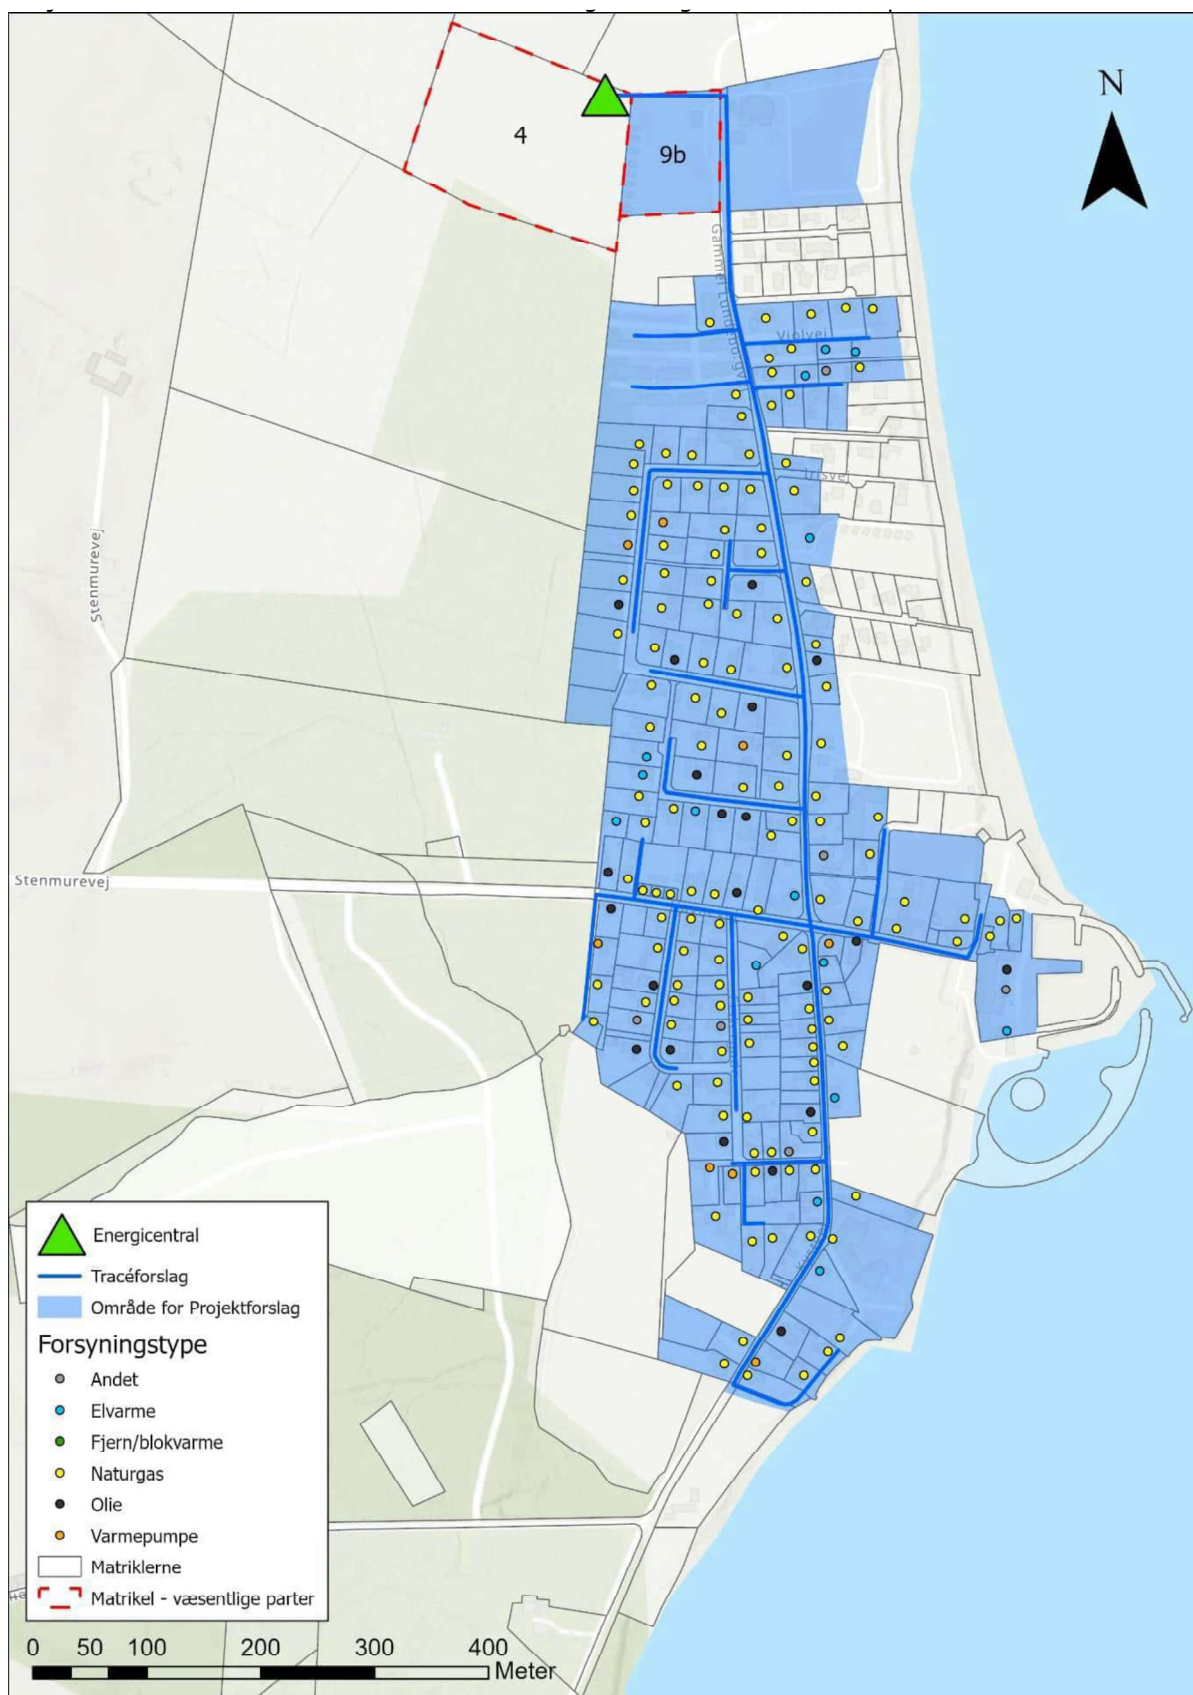 N
4
9b
Violvej
Irisvej
Stenmurevej
Stenmurevej
Energicentral
Tracéforslag
Område for Projektforslag
Forsyningstype
Andet
Elvarme
Fjern/blokvarme
Naturgas
Olie
Varmepumpe
Matriklerne
Matrikel - væsentlige parter
0 50 100 200 300 400
Meter